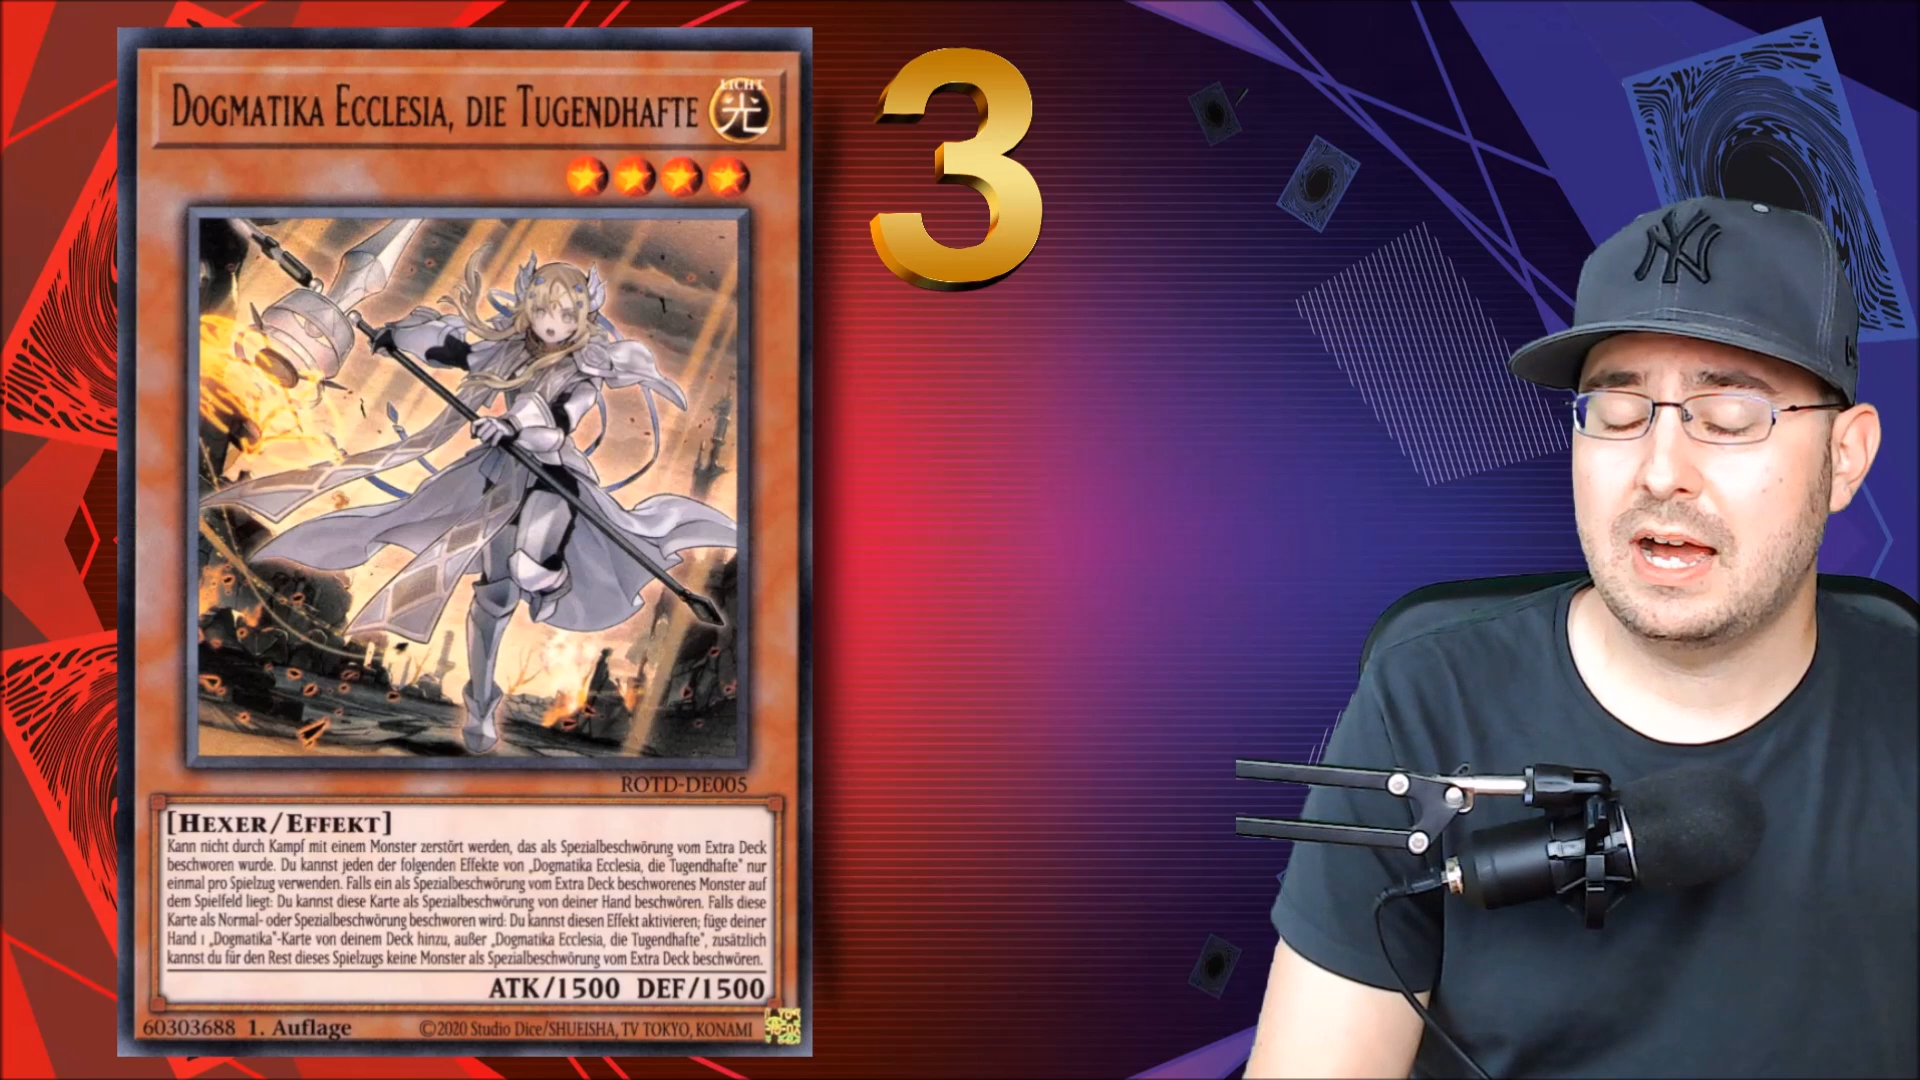 Dogmatika Ecclesia, die Tugendhafte
LICHT
光
3
NY
ROTD-DE005
[Hexer/Effekt]
Kann nicht durch Kampf mit einem Monster zerstört werden, das als Spezialbeschwörung vom Extra Deck
beschworen wurde. Du kannst jeden der folgenden Effekte von „Dogmatika Ecclesia, die Tugendhafte“ nur
einmal pro Spielzug verwenden. Falls ein als Spezialbeschwörung vom Extra Deck beschworenes Monster auf
dem Spielfeld liegt: Du kannst diese Karte als Spezialbeschwörung von deiner Hand beschwören. Falls diese
Karte als Normal- oder Spezialbeschwörung beschworen wird: Du kannst diesen Effekt aktivieren; füge deiner
Hand 1 „Dogmatika“-Karte von deinem Deck hinzu, außer „Dogmatika Ecclesia, die Tugendhafte“, zusätzlich
kannst du für den Rest dieses Spielzugs keine Monster als Spezialbeschwörung vom Extra Deck beschwören.
ATK/1500 DEF/1500
60303688 1. Auflage ©2020 Studio Dice/SHUEISHA, TV TOKYO, KONAMI